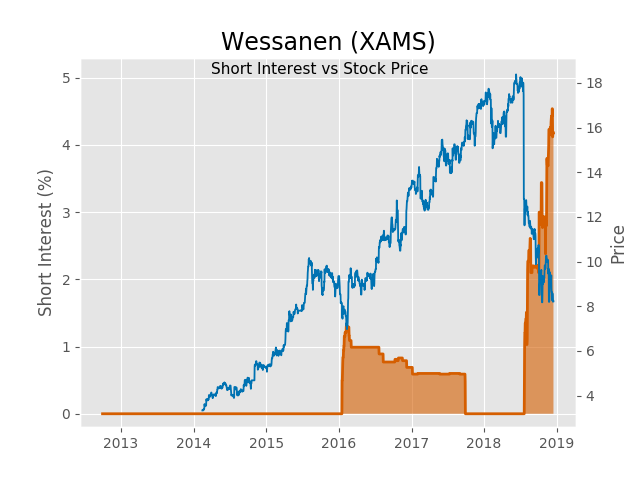 Wessanen (XAMS)
Short Interest vs Stock Price
Short Interest (%)
5
4
3
2
1
0
18
16
14
12
10
8
6
4
Price
2013 2014 2015 2016 2017 2018 2019